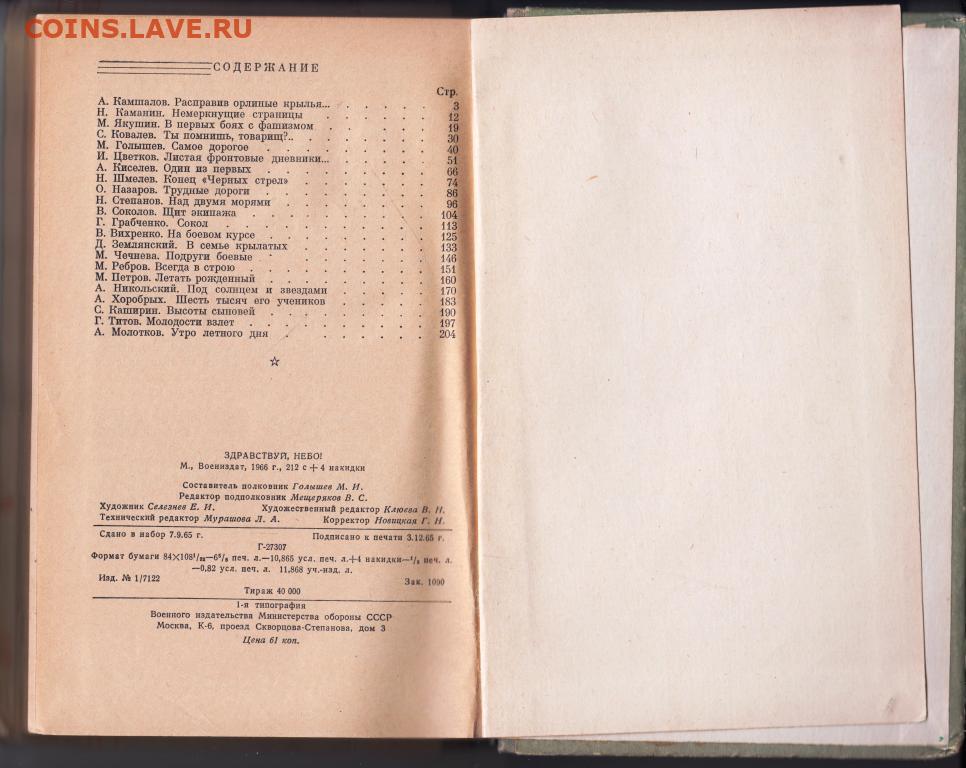 COINS.LAVE.RU
СОДЕРЖАНИЕ
Стр.
А. Камшалов. Расправив орлиные крылья... 3
Н. Каманин. Немеркнущие страницы 12
М. Якушин. В первых боях с фашизмом 19
С. Ковалев. Ты помнишь, товарищ?.. 30
М. Голышев. Самое дорогое 40
И. Цветков. Листая фронтовые дневники... 51
А. Киселев. Один из первых 66
Н. Шмелев. Конец «Черных стрел» 74
О. Назаров. Трудные дороги 86
Н. Степанов. Над двумя морями 96
В. Соколов. Щит экипажа 104
Г. Грабченко. Сокол 113
В. Вихренко. На боевом курсе 125
Д. Землянский. В семье крылатых 133
М. Чечнева. Подруги боевые 146
М. Ребров. Всегда в строю 151
М. Петров. Летать рожденный 160
А. Никольский. Под солнцем и звездами 170
А. Хоробрых. Шесть тысяч его учеников 183
С. Каширин. Высоты сыновей 190
Г. Титов. Молодости взлет 197
А. Молотков. Утро летного дня 204
☆
ЗДРАВСТВУЙ, НЕБО!
М., Воениздат, 1966 г., 212 с + 4 накидки
Составитель полковник Голышев М. И.
Редактор подполковник Мещеряков В. С.
Художник Селезнев Е. И. Художественный редактор Клюева В. Н.
Технический редактор Мурашова Л. А. Корректор Новицкая Г. Н.
Сдано в набор 7.9.65 г. Подписано к печати 3.12.65 г.
Г-27307
Формат бумаги 84×108¹/₃₂—6⁵/₈ печ. л.—10,865 усл. печ. л.+4 накидки—¹/₂ печ. л.
—0,82 усл. печ. л. 11,868 уч.-изд. л.
Изд. № 1/7122 Зак. 1090
Тираж 40 000
1-я типография
Военного издательства Министерства обороны СССР
Москва, К-6, проезд Скворцова-Степанова, дом 3
Цена 61 коп.